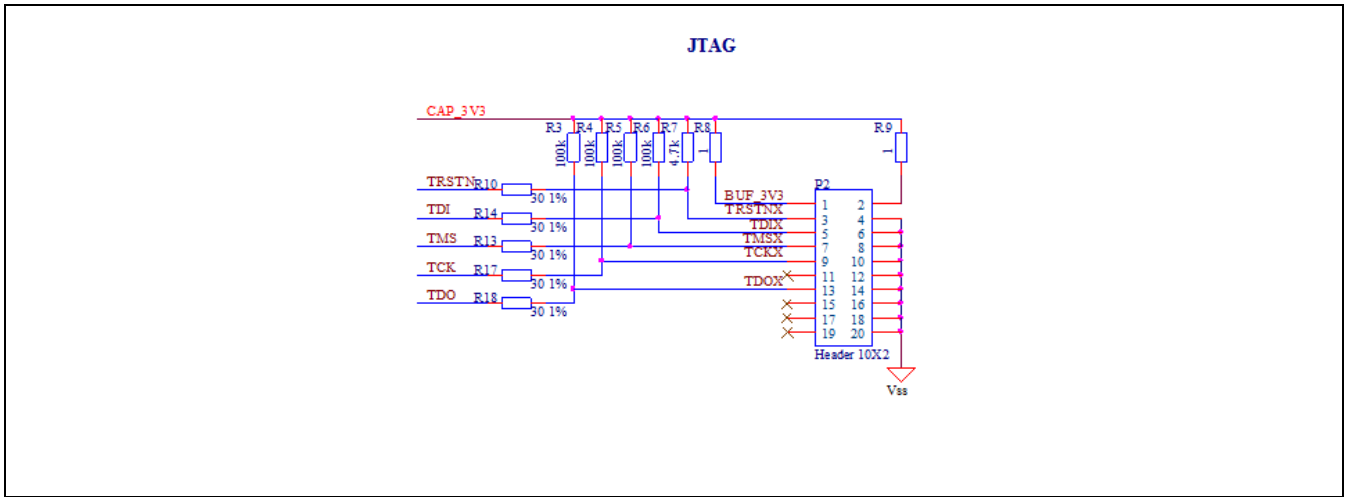 JTAG
CAP_3V3
R3 R4 R5 R6 R7 R8 R9
100k 100k 100k 100k 4.7k 1 1
TRSTN R10 30 1%
P2
BUF_3V3 1 2
TRSTNX 3 4
TDI R14 30 1%
TDIX 5 6
TMS R13 30 1%
TMSX 7 8
TCKX 9 10
TCK R17 30 1%
11 12
TDOX 13 14
TDO R18 30 1%
15 16
17 18
19 20
Header 10X2
Vss